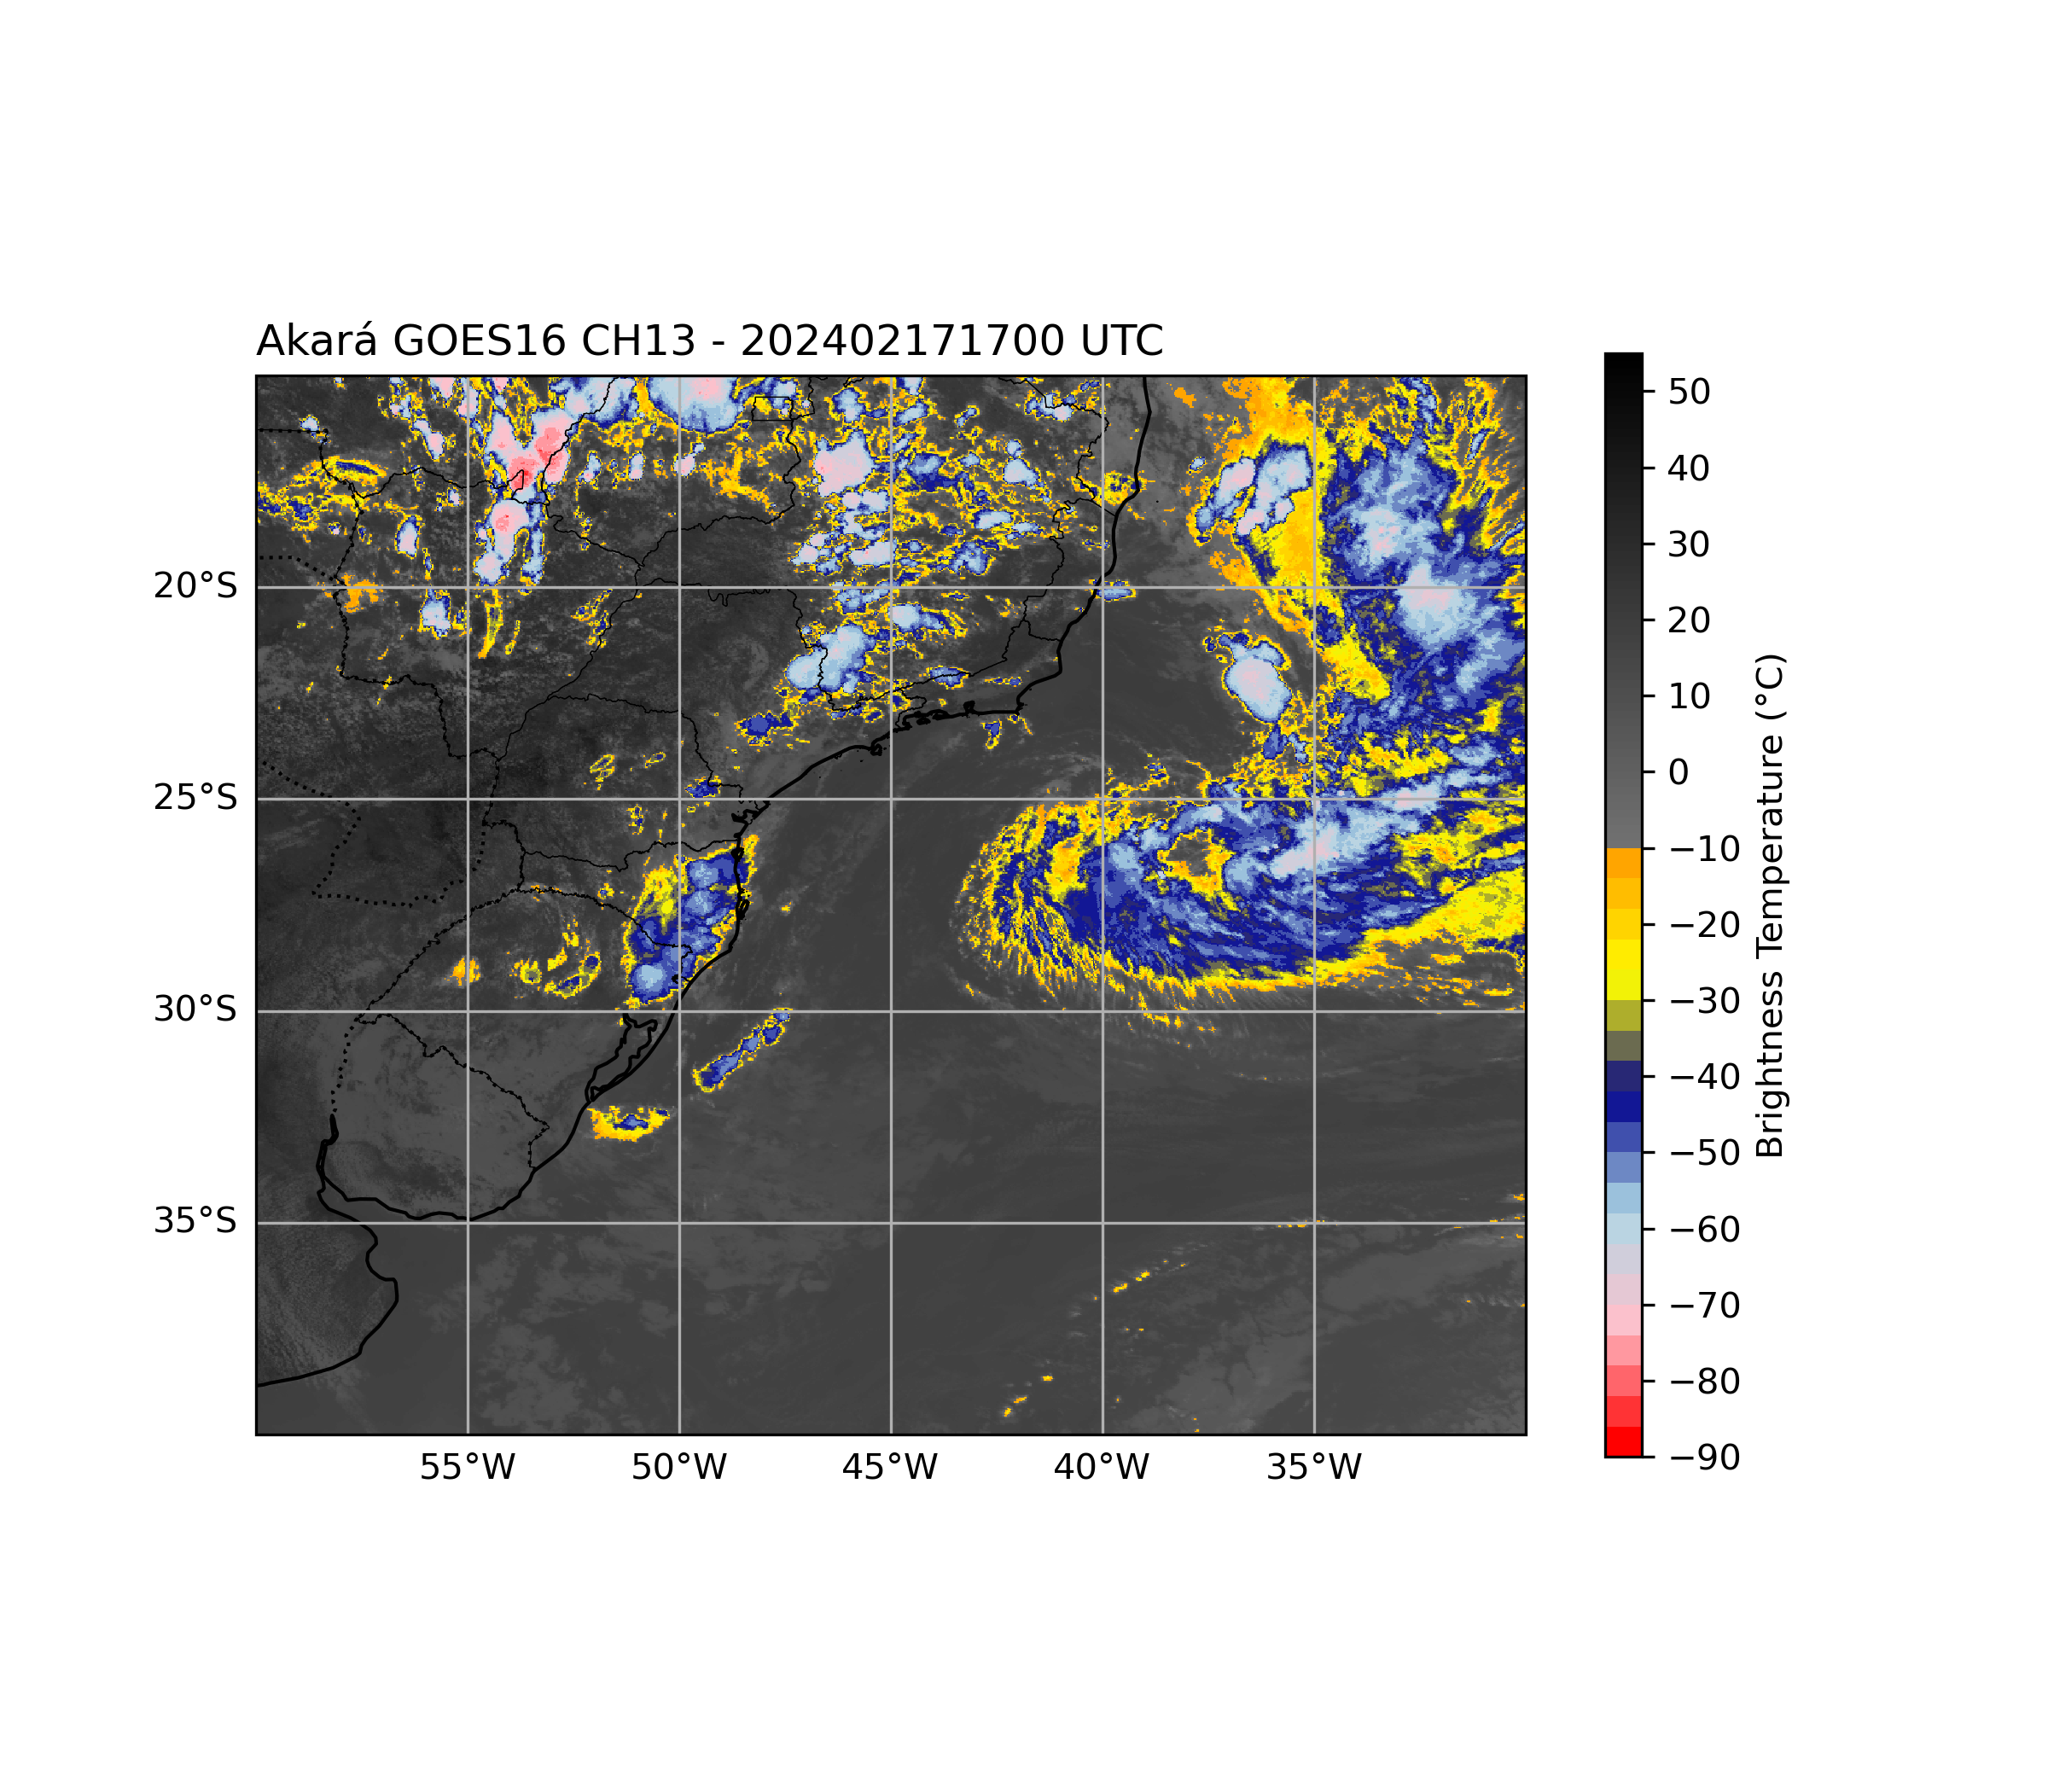 Akará GOES16 CH13 - 202402171700 UTC
20°S
25°S
30°S
35°S
55°W
50°W
45°W
40°W
35°W
50
40
30
20
10
0
−10
−20
−30
−40
−50
−60
−70
−80
−90
Brightness Temperature (°C)